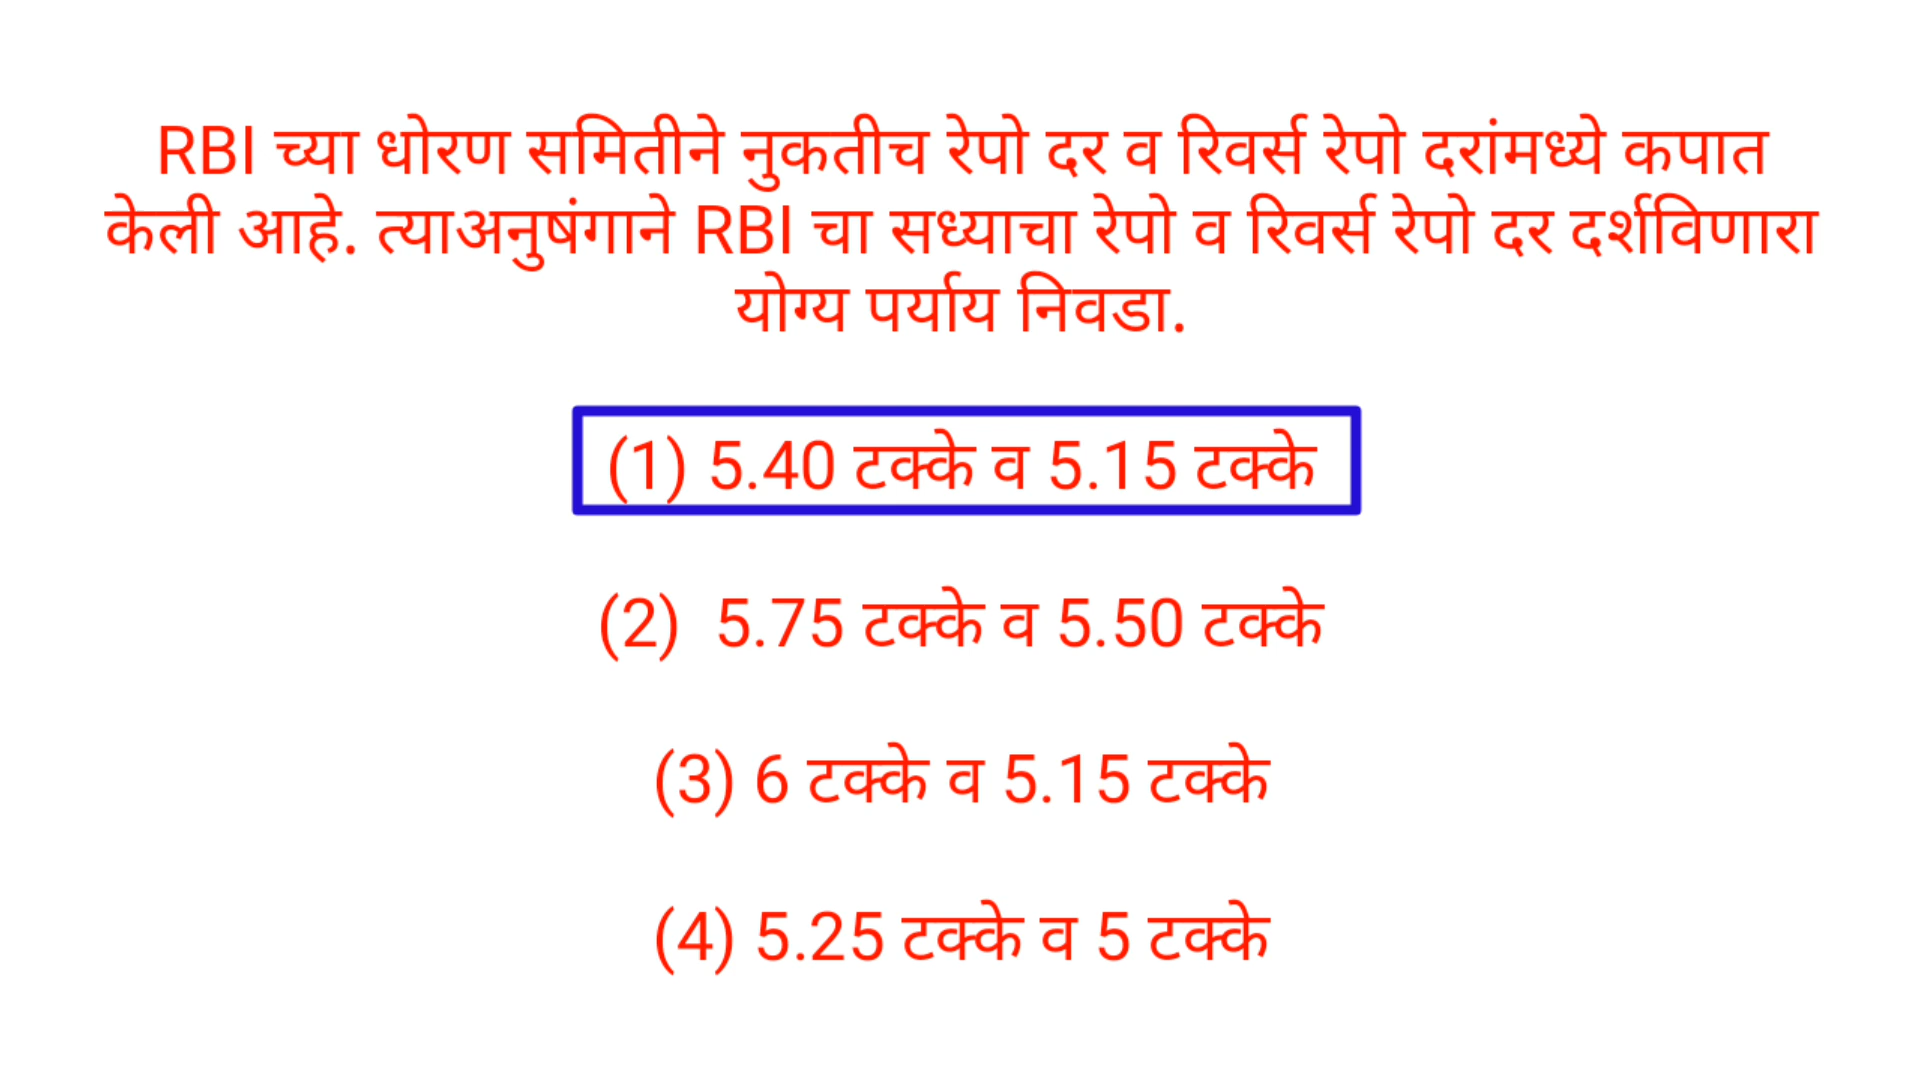 RBI च्या धोरण समितीने नुकतीच रेपो दर व रिवर्स रेपो दरांमध्ये कपात
केली आहे. त्याअनुषंगाने RBI चा सध्याचा रेपो व रिवर्स रेपो दर दर्शविणारा
योग्य पर्याय निवडा.
(1) 5.40 टक्के व 5.15 टक्के
(2) 5.75 टक्के व 5.50 टक्के
(3) 6 टक्के व 5.15 टक्के
(4) 5.25 टक्के व 5 टक्के